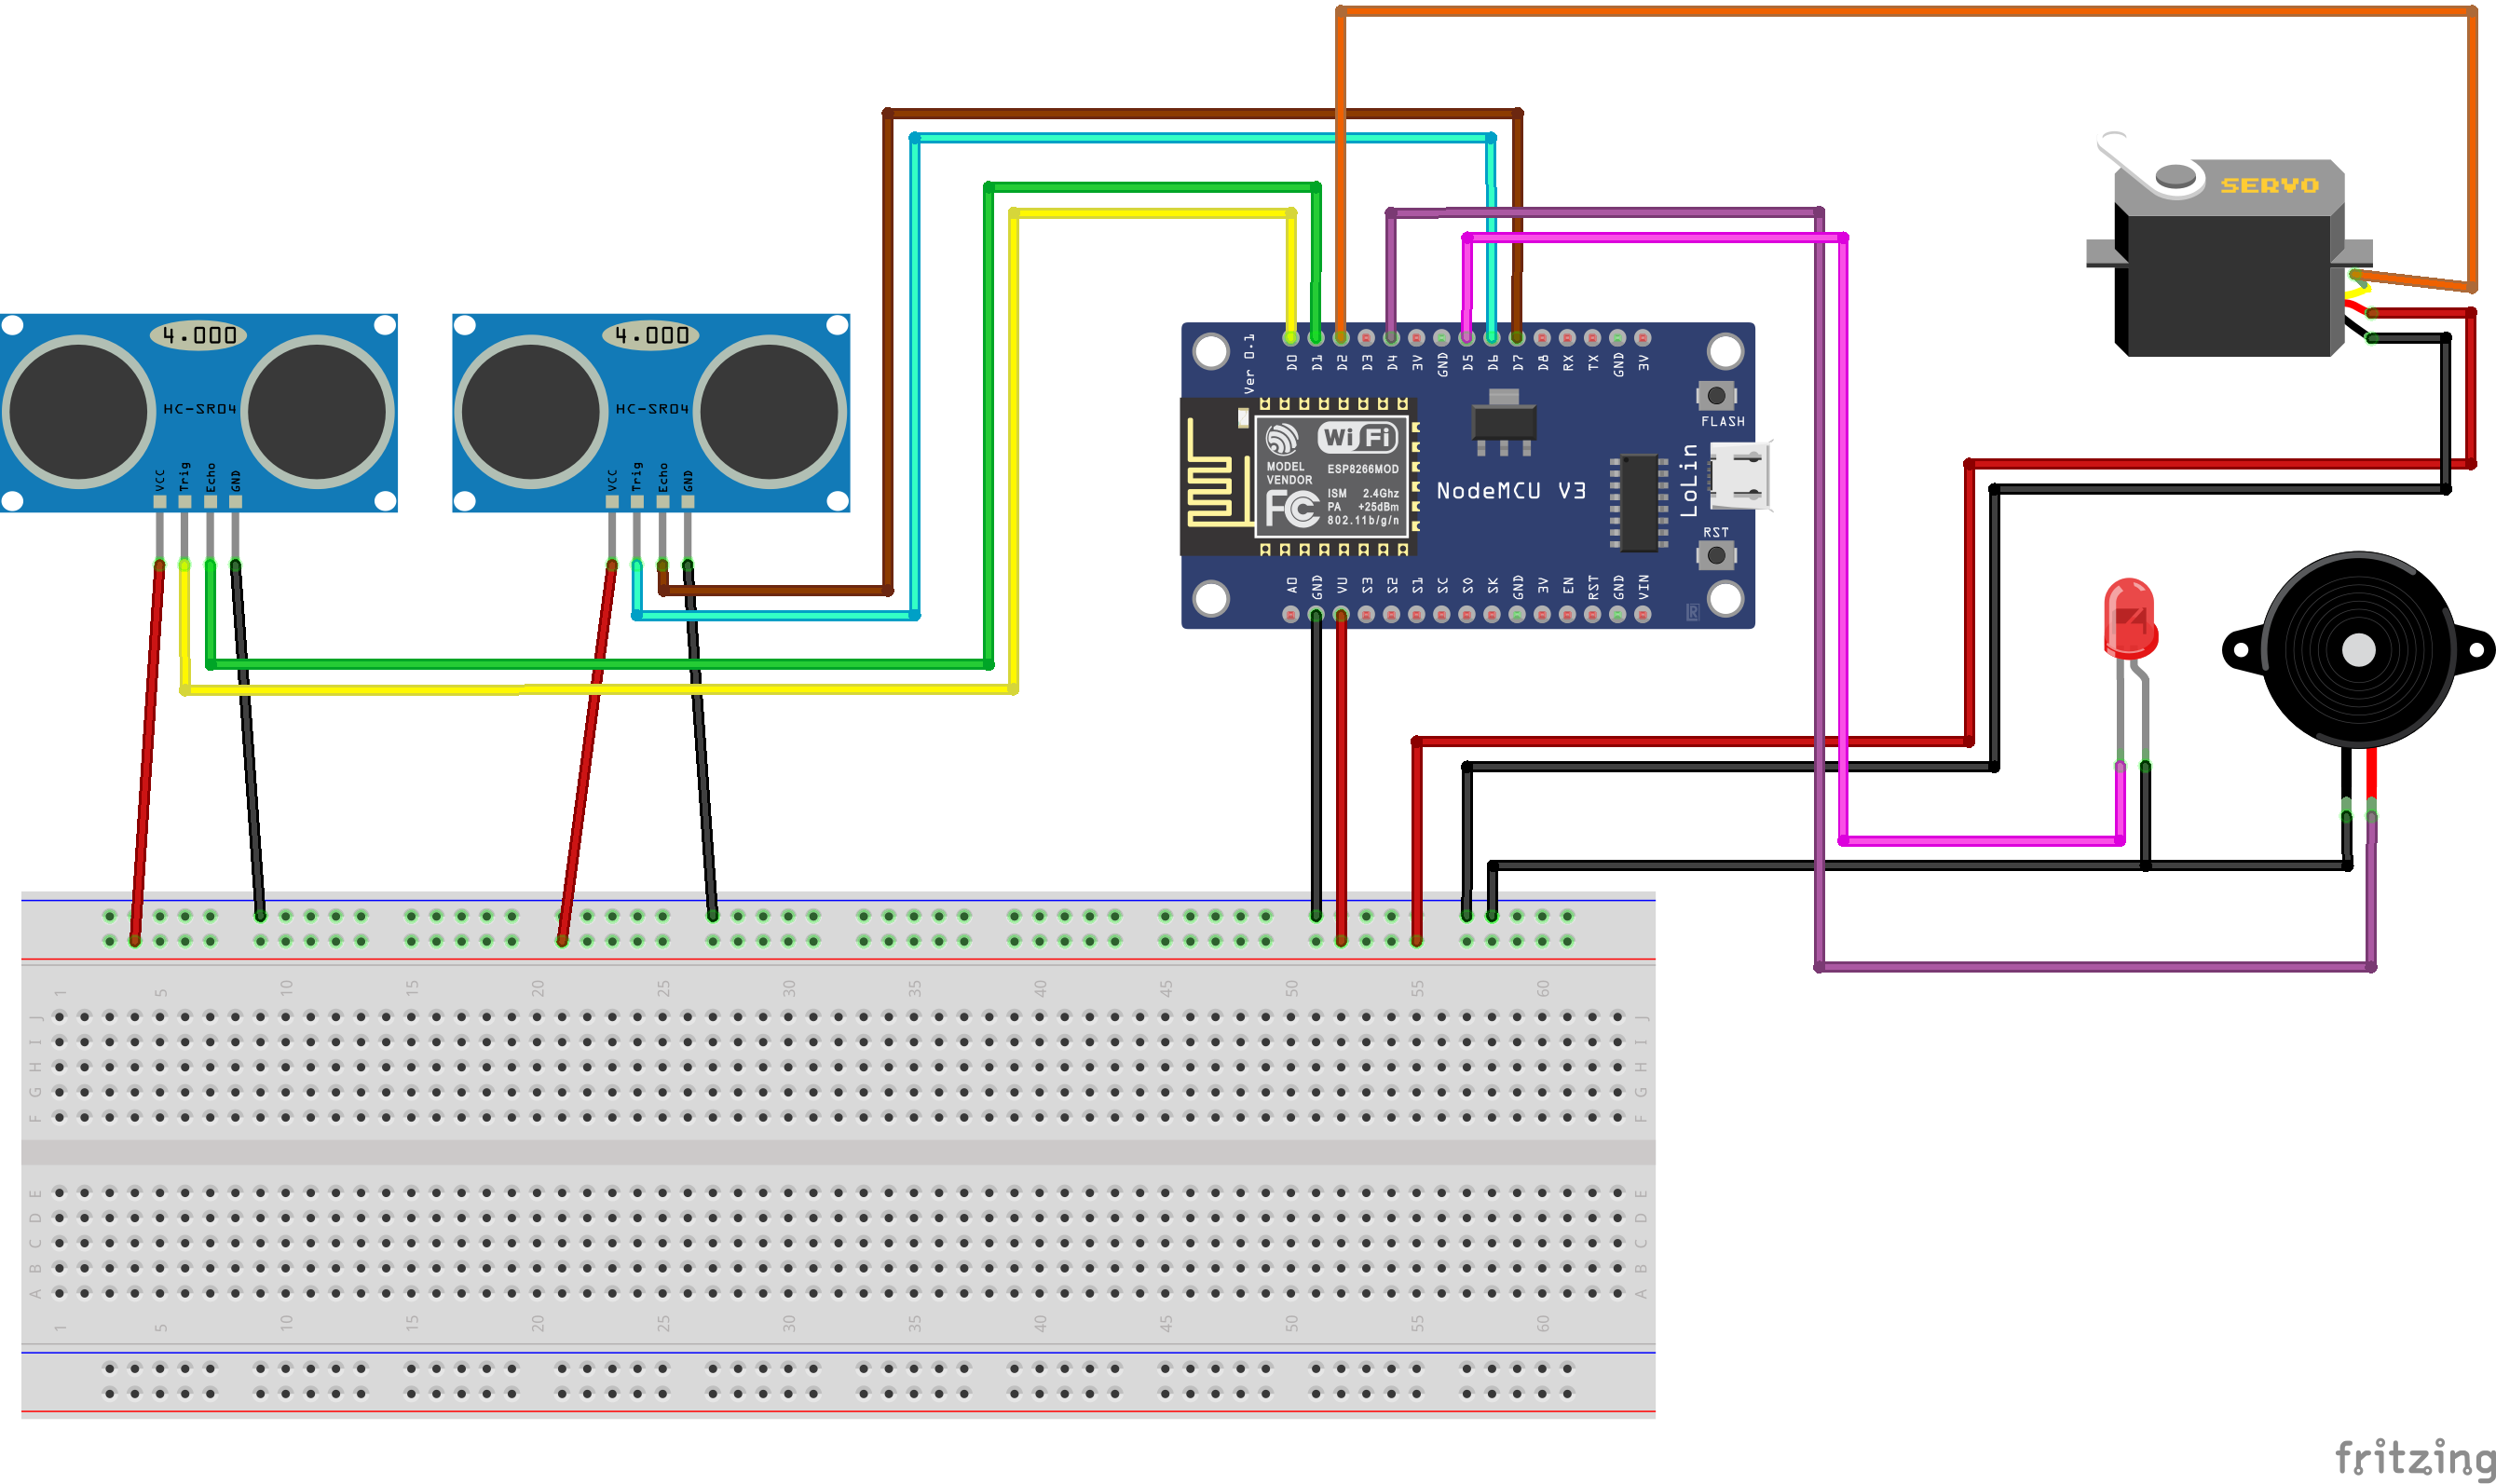 SERVO
4.000
4.000
HC-SR04
HC-SR04
VCC
Trig
Echo
GND
VCC
Trig
Echo
GND
Ver 0.1
D0
D1
D2
D3
D4
3V
GND
D5
D6
D7
D8
RX
TX
GND
3V
FLASH
WiFi
MODEL
VENDOR
ESP8266MOD
FC
ISM 2.4Ghz
PA +25dBm
802.11b/g/n
NodeMCU V3
LoLin
RST
A0
GND
VU
S3
S2
S1
SC
S0
SK
GND
3V
EN
RST
GND
VIN
1 5 10 15 20 25 30 35 40 45 50 55 60
J J
I I
H H
G G
F F
E E
D D
C C
B B
A A
1 5 10 15 20 25 30 35 40 45 50 55 60
fritzing